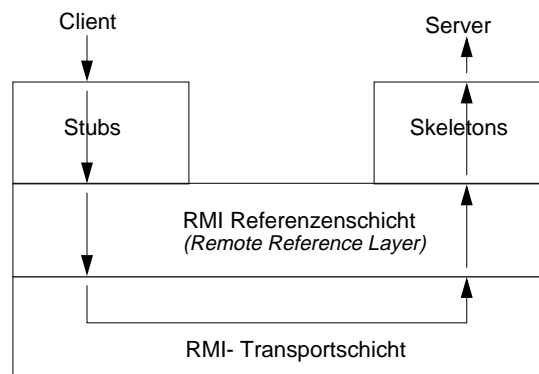 Client
Server
Stubs
Skeletons
RMI Referenzenschicht
(Remote Reference Layer)
RMI- Transportschicht